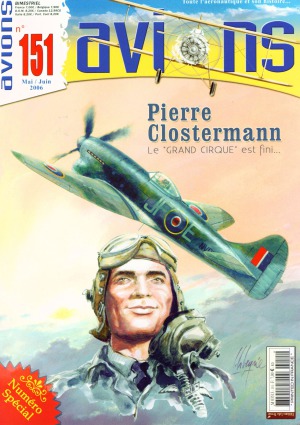 BIMESTRIEL
toute l'aéronautique et son histoire...
avions
n° 151
avions
Mai / Juin
2006
Pierre
Clostermann
Le "GRAND CIRQUE" est fini...
J E
Numéro
Spécial